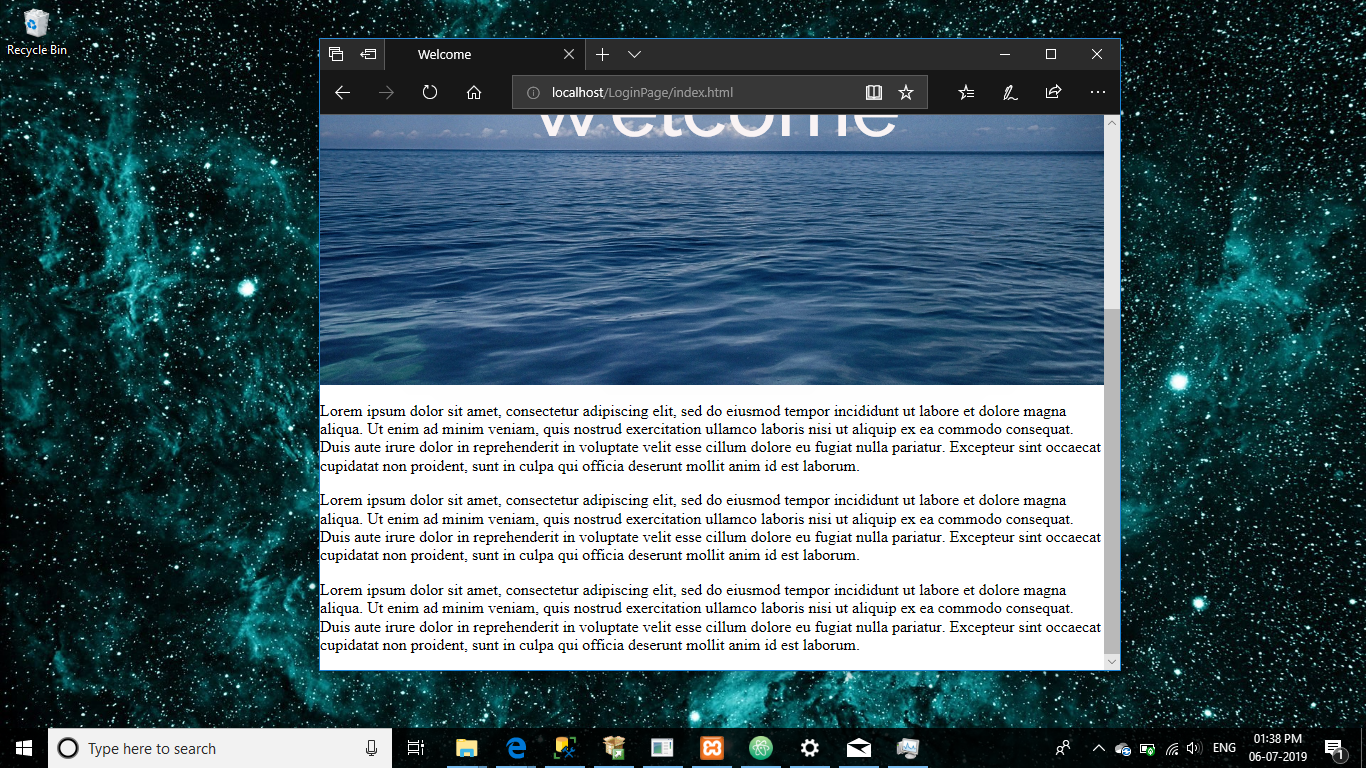 Recycle Bin
Welcome
localhost/LoginPage/index.html
Welcome
Lorem ipsum dolor sit amet, consectetur adipiscing elit, sed do eiusmod tempor incididunt ut labore et dolore magna
aliqua. Ut enim ad minim veniam, quis nostrud exercitation ullamco laboris nisi ut aliquip ex ea commodo consequat.
Duis aute irure dolor in reprehenderit in voluptate velit esse cillum dolore eu fugiat nulla pariatur. Excepteur sint occaecat
cupidatat non proident, sunt in culpa qui officia deserunt mollit anim id est laborum.
Lorem ipsum dolor sit amet, consectetur adipiscing elit, sed do eiusmod tempor incididunt ut labore et dolore magna
aliqua. Ut enim ad minim veniam, quis nostrud exercitation ullamco laboris nisi ut aliquip ex ea commodo consequat.
Duis aute irure dolor in reprehenderit in voluptate velit esse cillum dolore eu fugiat nulla pariatur. Excepteur sint occaecat
cupidatat non proident, sunt in culpa qui officia deserunt mollit anim id est laborum.
Lorem ipsum dolor sit amet, consectetur adipiscing elit, sed do eiusmod tempor incididunt ut labore et dolore magna
aliqua. Ut enim ad minim veniam, quis nostrud exercitation ullamco laboris nisi ut aliquip ex ea commodo consequat.
Duis aute irure dolor in reprehenderit in voluptate velit esse cillum dolore eu fugiat nulla pariatur. Excepteur sint occaecat
cupidatat non proident, sunt in culpa qui officia deserunt mollit anim id est laborum.
Type here to search
ENG
01:38 PM
06-07-2019
1